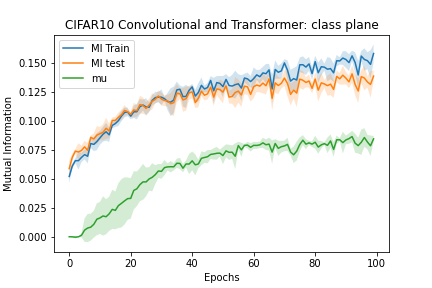 CIFAR10 Convolutional and Transformer: class plane
MI Train
MI test
mu
Mutual Information
0.150
0.125
0.100
0.075
0.050
0.025
0.000
0 20 40 60 80 100
Epochs